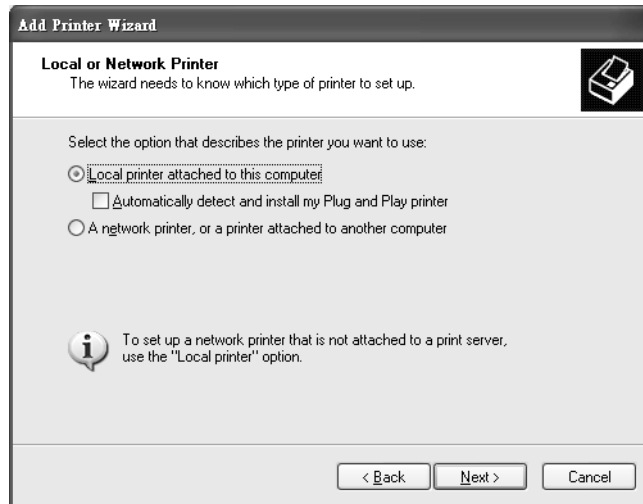 Add Printer Wizard
Local or Network Printer
The wizard needs to know which type of printer to set up.
Select the option that describes the printer you want to use:
Local printer attached to this computer
Automatically detect and install my Plug and Play printer
A network printer, or a printer attached to another computer
To set up a network printer that is not attached to a print server,
use the "Local printer" option.
< Back
Next >
Cancel